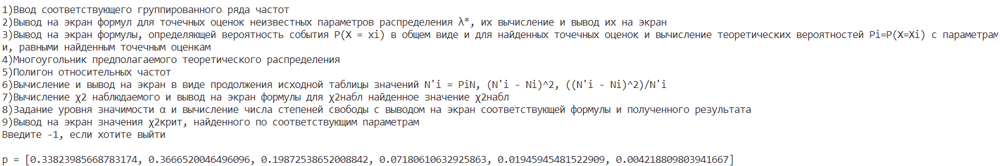 1)Ввод соответствующего группированного ряда частот
2)Вывод на экран формул для точечных оценок неизвестных параметров распределения λ*, их вычисление и вывод их на экран
3)Вывод на экран формулы, определяющей вероятность события P(X = xi) в общем виде и для найденных точечных оценок и вычисление теоретических вероятностей Pi=P(X=Xi) с параметрам
и, равными найденным точечным оценкам
4)Многоугольник предполагаемого теоретического распределения
5)Полигон относительных частот
6)Вычисление и вывод на экран в виде продолжения исходной таблицы значений N'i = PiN, (N'i - Ni)^2, ((N'i - Ni)^2)/N'i
7)Вычисление χ2 наблюдаемого и вывод на экран формулы для χ2набл найденное значение χ2набл
8)Задание уровня значимости α и вычисление числа степеней свободы с выводом на экран соответствующей формулы и полученного результата
9)Вывод на экран значения χ2крит, найденного по соответствующим параметрам
Введите -1, если хотите выйти
p = [0.33823985668783174, 0.3666520046496096, 0.19872538652008842, 0.07180610632925863, 0.01945945481522909, 0.004218809803941667]